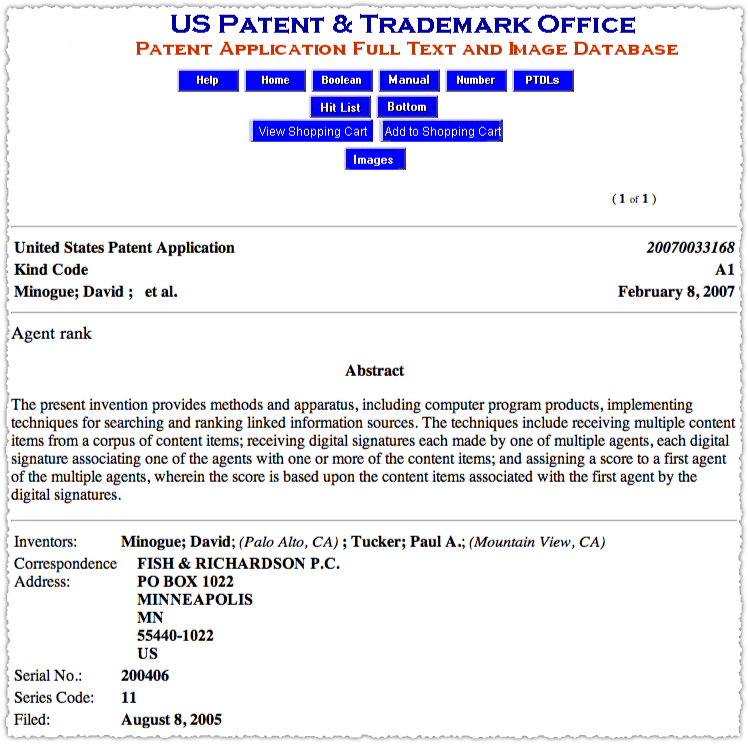 US PATENT & TRADEMARK OFFICE
PATENT APPLICATION FULL TEXT AND IMAGE DATABASE
Help Home Boolean Manual Number PTDLs
Hit List Bottom
View Shopping Cart Add to Shopping Cart
Images
( 1 of 1 )
United States Patent Application 20070033168
Kind Code A1
Minogue; David ; et al. February 8, 2007
Agent rank
Abstract
The present invention provides methods and apparatus, including computer program products, implementing
techniques for searching and ranking linked information sources. The techniques include receiving multiple content
items from a corpus of content items; receiving digital signatures each made by one of multiple agents, each digital
signature associating one of the agents with one or more of the content items; and assigning a score to a first agent
of the multiple agents, wherein the score is based upon the content items associated with the first agent by the
digital signatures.
Inventors: Minogue; David; (Palo Alto, CA) ; Tucker; Paul A.; (Mountain View, CA)
Correspondence FISH & RICHARDSON P.C.
Address: PO BOX 1022
MINNEAPOLIS
MN
55440-1022
US
Serial No.: 200406
Series Code: 11
Filed: August 8, 2005